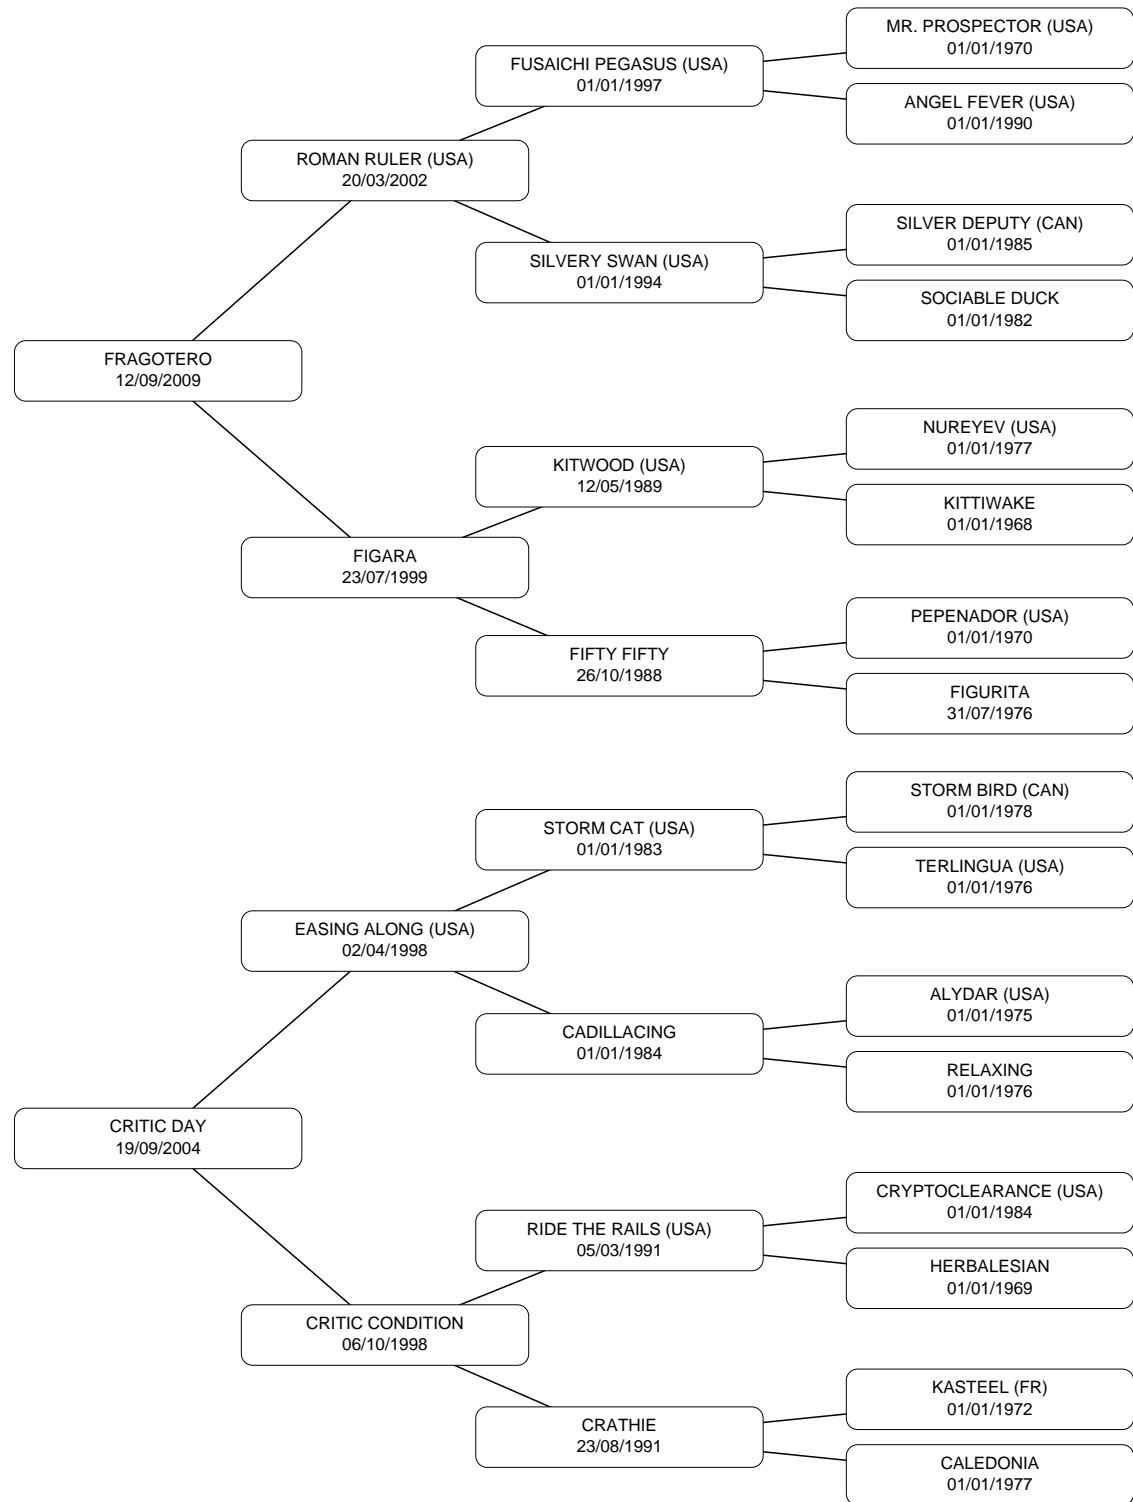 MR. PROSPECTOR (USA)
01/01/1970
FUSAICHI PEGASUS (USA)
01/01/1997
ANGEL FEVER (USA)
01/01/1990
ROMAN RULER (USA)
20/03/2002
SILVER DEPUTY (CAN)
01/01/1985
SILVERY SWAN (USA)
01/01/1994
SOCIABLE DUCK
01/01/1982
FRAGOTERO
12/09/2009
NUREYEV (USA)
01/01/1977
KITWOOD (USA)
12/05/1989
KITTIWAKE
01/01/1968
FIGARA
23/07/1999
PEPENADOR (USA)
01/01/1970
FIFTY FIFTY
26/10/1988
FIGURITA
31/07/1976
STORM BIRD (CAN)
01/01/1978
STORM CAT (USA)
01/01/1983
TERLINGUA (USA)
01/01/1976
EASING ALONG (USA)
02/04/1998
ALYDAR (USA)
01/01/1975
CADILLACING
01/01/1984
RELAXING
01/01/1976
CRITIC DAY
19/09/2004
CRYPTOCLEARANCE (USA)
01/01/1984
RIDE THE RAILS (USA)
05/03/1991
HERBALESIAN
01/01/1969
CRITIC CONDITION
06/10/1998
KASTEEL (FR)
01/01/1972
CRATHIE
23/08/1991
CALEDONIA
01/01/1977